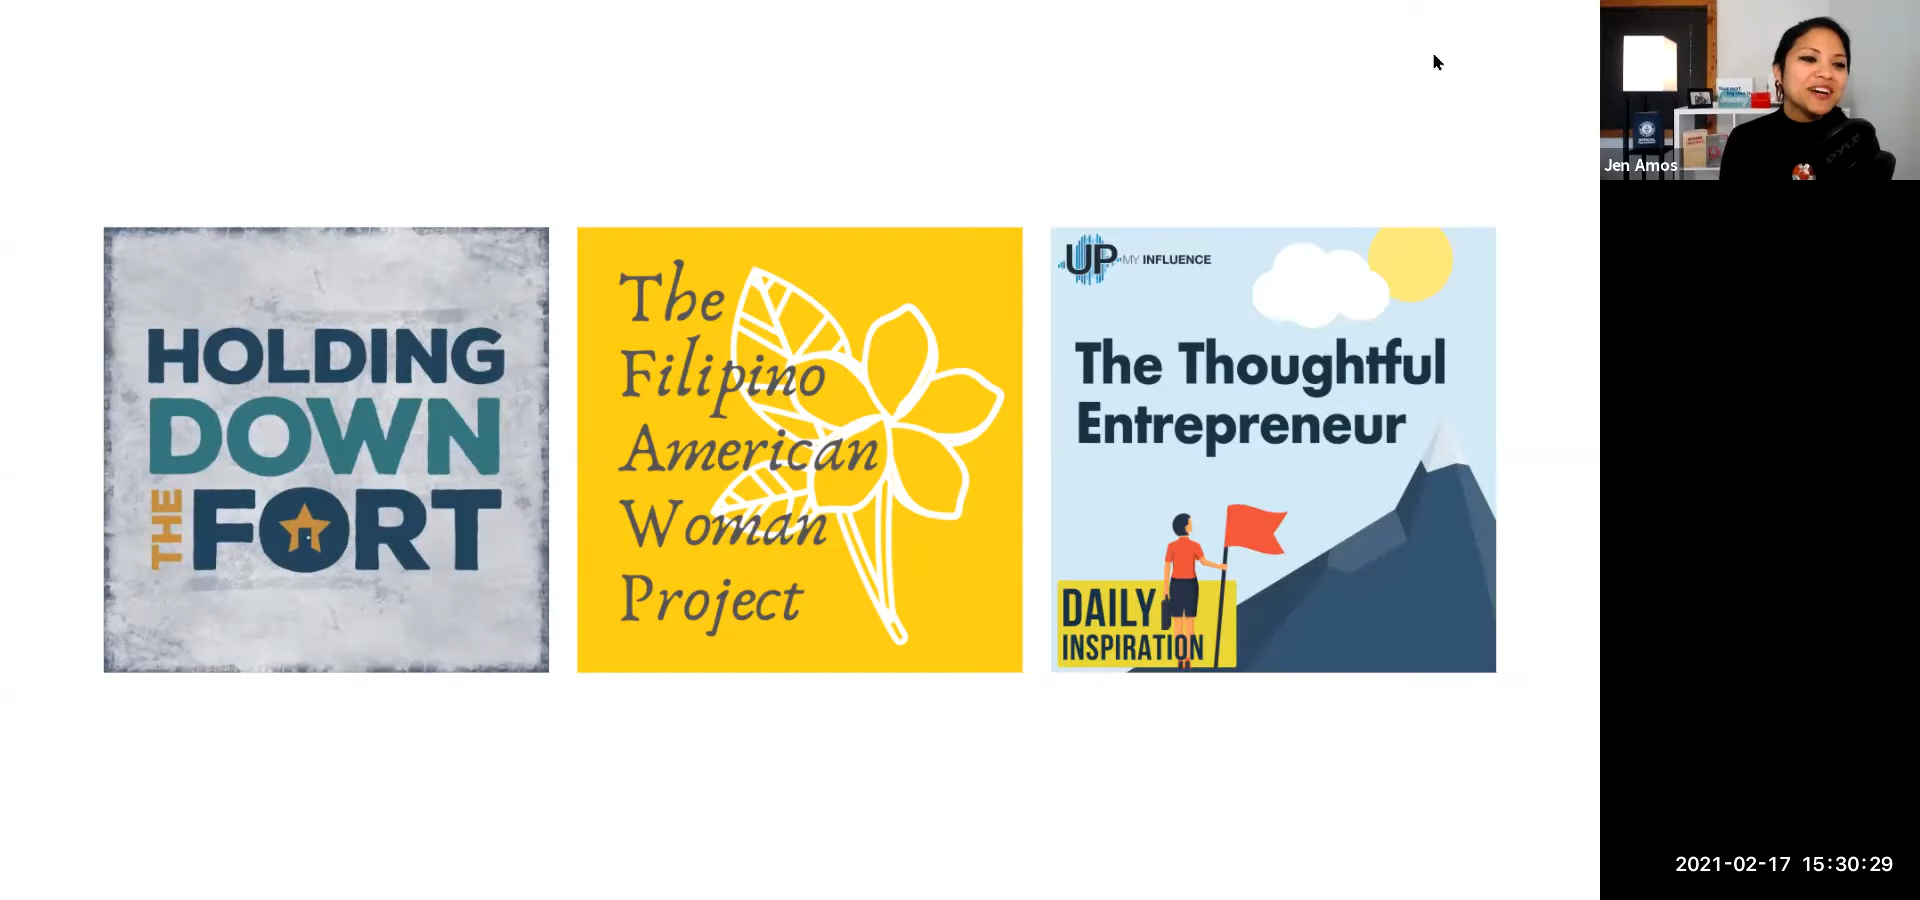 HOLDING
DOWN
THE FORT
The
Filipino
American
Woman
Project
UP MY INFLUENCE
The Thoughtful
Entrepreneur
DAILY
INSPIRATION
Jen Amos
PYLE
2021-02-17 15:30:29